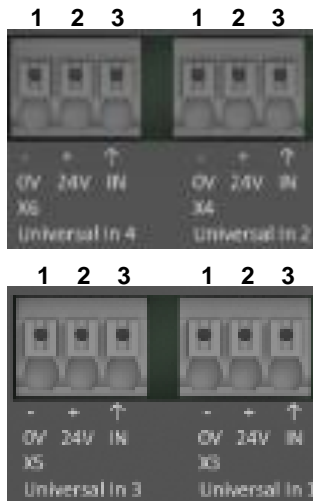 1 2 3 1 2 3
- + ↑ - + ↑
0V 24V IN 0V 24V IN
X6 X4
Universal In 4 Universal In 2
1 2 3 1 2 3
- + ↑ - + ↑
0V 24V IN 0V 24V IN
X5 X3
Universal In 3 Universal In 1